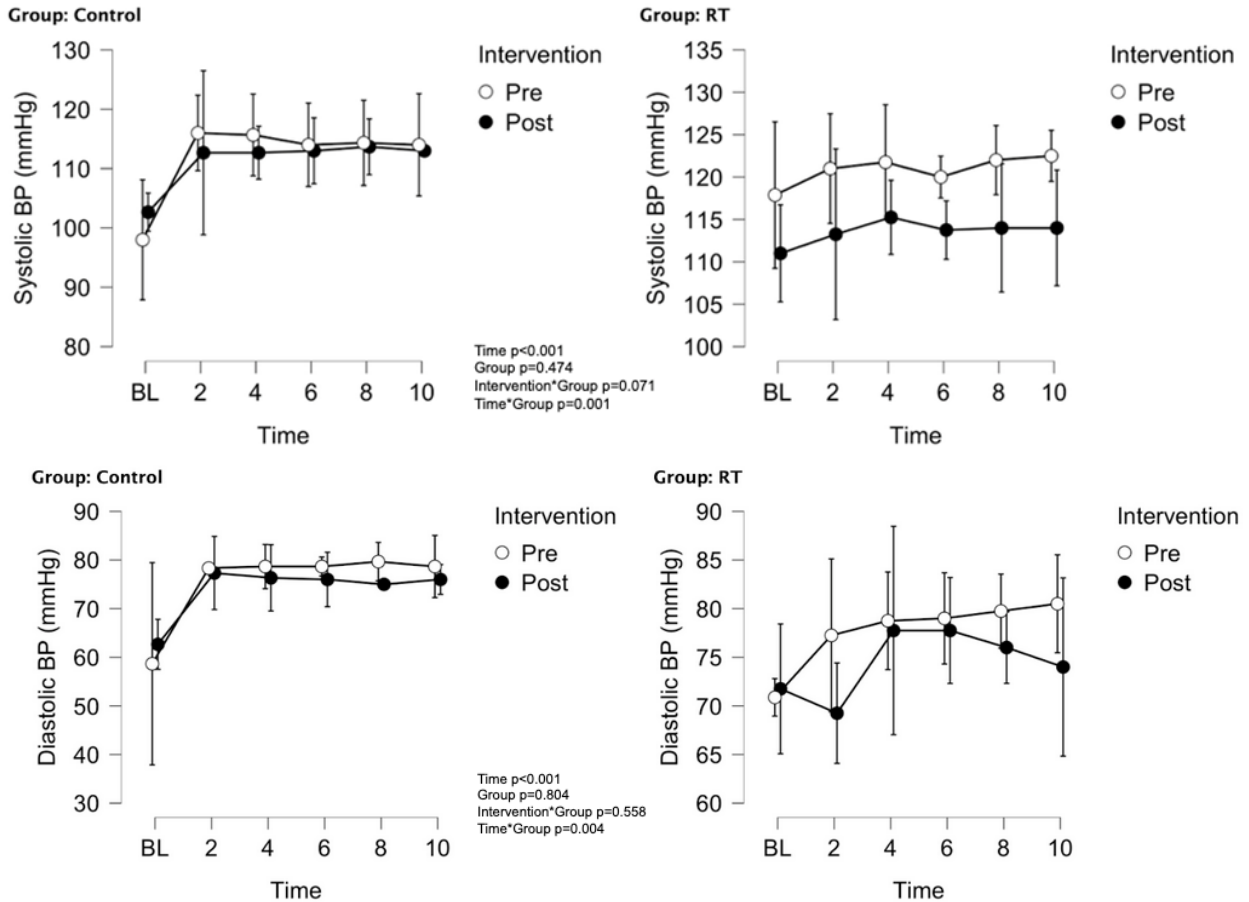 Group: Control
Systolic BP (mmHg)
130
120
110
100
90
80
BL 2 4 6 8 10
Time
Intervention
Pre
Post
Time p<0.001
Group p=0.474
Intervention*Group p=0.071
Time*Group p=0.001
Group: RT
Systolic BP (mmHg)
135
130
125
120
115
110
105
100
BL 2 4 6 8 10
Time
Intervention
Pre
Post
Group: Control
Diastolic BP (mmHg)
90
80
70
60
50
40
30
BL 2 4 6 8 10
Time
Intervention
Pre
Post
Time p<0.001
Group p=0.804
Intervention*Group p=0.558
Time*Group p=0.004
Group: RT
Diastolic BP (mmHg)
90
85
80
75
70
65
60
BL 2 4 6 8 10
Time
Intervention
Pre
Post